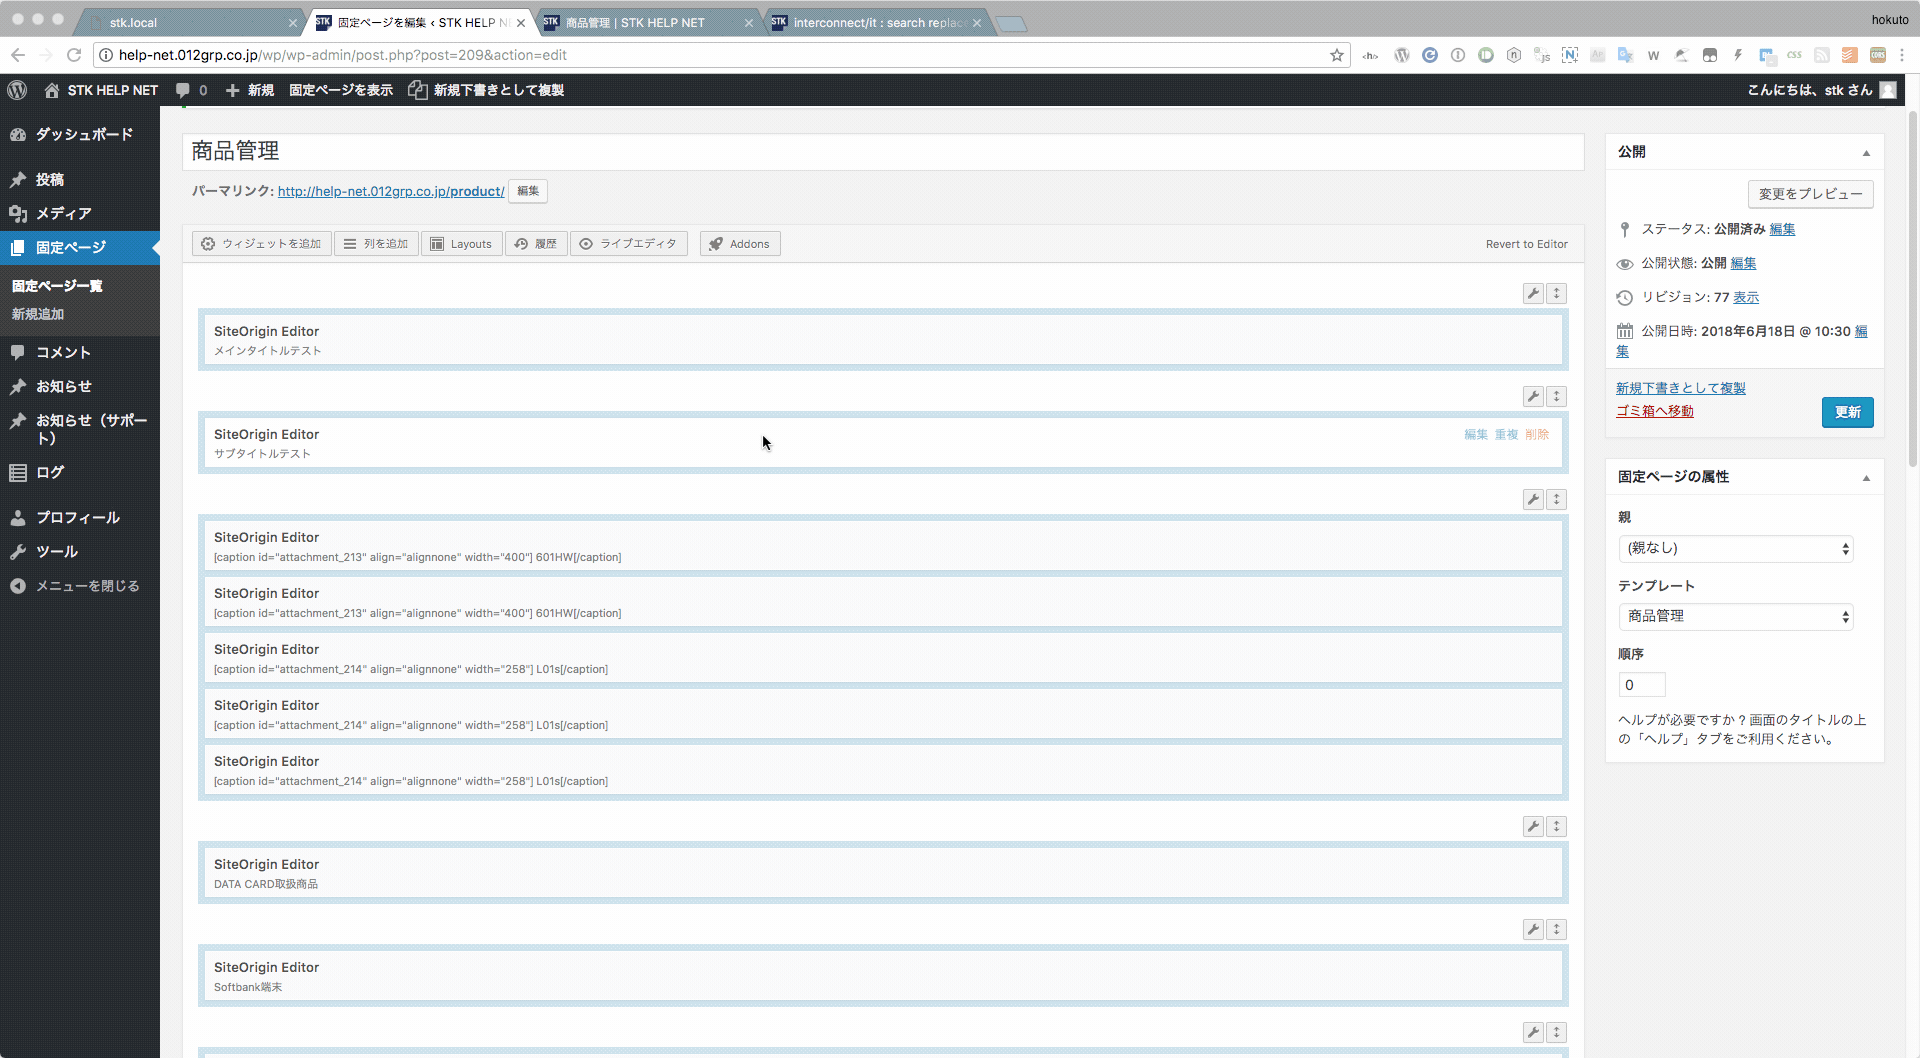 stk.local
固定ページを編集 ‹ STK HELP N
商品管理 | STK HELP NET
interconnect/it : search replac
hokuto
help-net.012grp.co.jp/wp/wp-admin/post.php?post=209&action=edit
STK HELP NET
0
新規
固定ページを表示
新規下書きとして複製
こんにちは、stk さん
ダッシュボード
投稿
メディア
固定ページ
固定ページ一覧
新規追加
コメント
お知らせ
お知らせ（サポー
ト）
ログ
プロフィール
ツール
メニューを閉じる
商品管理
パーマリンク: http://help-net.012grp.co.jp/product/ 編集
ウィジェットを追加
列を追加
Layouts
履歴
ライブエディタ
Addons
Revert to Editor
SiteOrigin Editor
メインタイトルテスト
SiteOrigin Editor
編集 重複 削除
サブタイトルテスト
SiteOrigin Editor
[caption id="attachment_213" align="alignnone" width="400"] 601HW[/caption]
SiteOrigin Editor
[caption id="attachment_213" align="alignnone" width="400"] 601HW[/caption]
SiteOrigin Editor
[caption id="attachment_214" align="alignnone" width="258"] L01s[/caption]
SiteOrigin Editor
[caption id="attachment_214" align="alignnone" width="258"] L01s[/caption]
SiteOrigin Editor
[caption id="attachment_214" align="alignnone" width="258"] L01s[/caption]
SiteOrigin Editor
DATA CARD取扱商品
SiteOrigin Editor
Softbank端末
公開
変更をプレビュー
ステータス: 公開済み 編集
公開状態: 公開 編集
リビジョン: 77 表示
公開日時: 2018年6月18日 @ 10:30 編
集
新規下書きとして複製
ゴミ箱へ移動
更新
固定ページの属性
親
(親なし)
テンプレート
商品管理
順序
0
ヘルプが必要ですか ? 画面のタイトルの上
の「ヘルプ」タブをご利用ください。